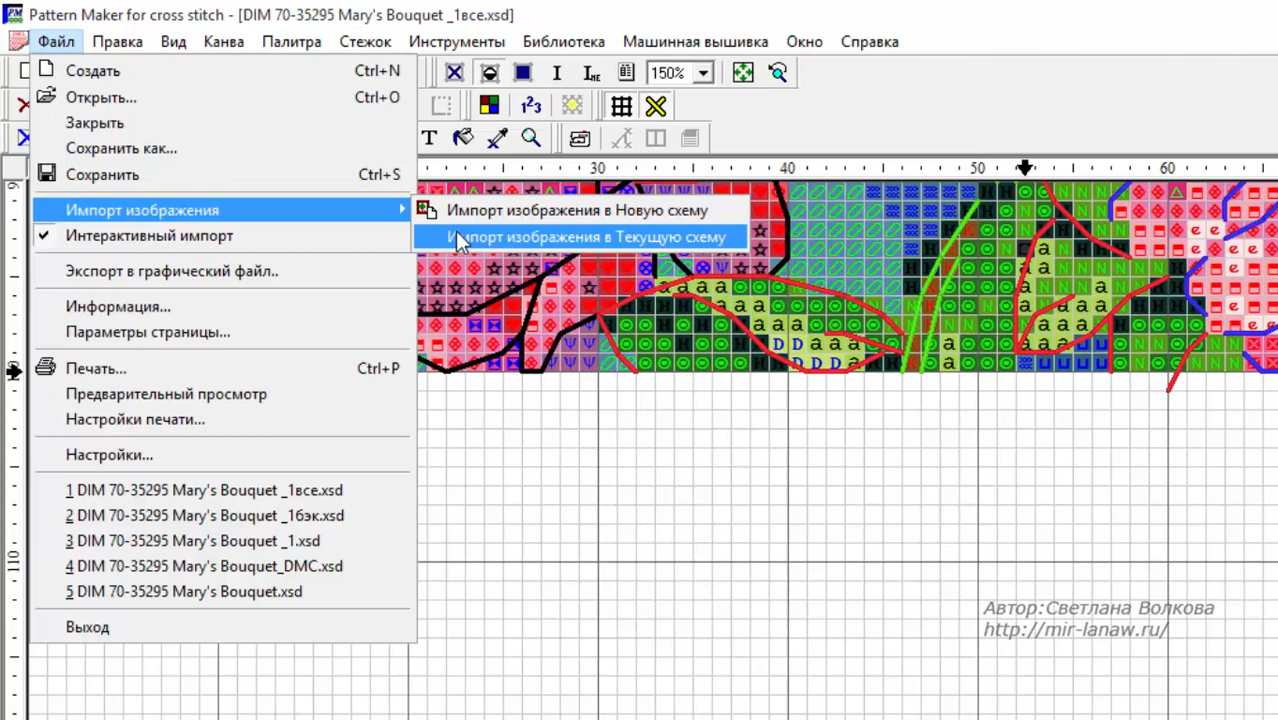 Pattern Maker for cross stitch - [DIM 70-35295 Mary's Bouquet _1все.xsd]
Файл Правка Вид Канва Палитра Стежок Инструменты Библиотека Машинная вышивка Окно Справка
Создать Ctrl+N
150%
Открыть... Ctrl+O
Закрыть
Сохранить как...
Сохранить Ctrl+S
30 40 50 60
Импорт изображения
Импорт изображения в Новую схему
Интерактивный импорт
Импорт изображения в Текущую схему
Экспорт в графический файл..
Информация...
Параметры страницы...
Печать... Ctrl+P
Предварительный просмотр
Настройки печати...
Настройки...
1 DIM 70-35295 Mary's Bouquet _1все.xsd
2 DIM 70-35295 Mary's Bouquet _1бэк.xsd
3 DIM 70-35295 Mary's Bouquet _1.xsd
4 DIM 70-35295 Mary's Bouquet_DMC.xsd
5 DIM 70-35295 Mary's Bouquet.xsd
110
Выход
Автор:Светлана Волкова
http://mir-lanaw.ru/